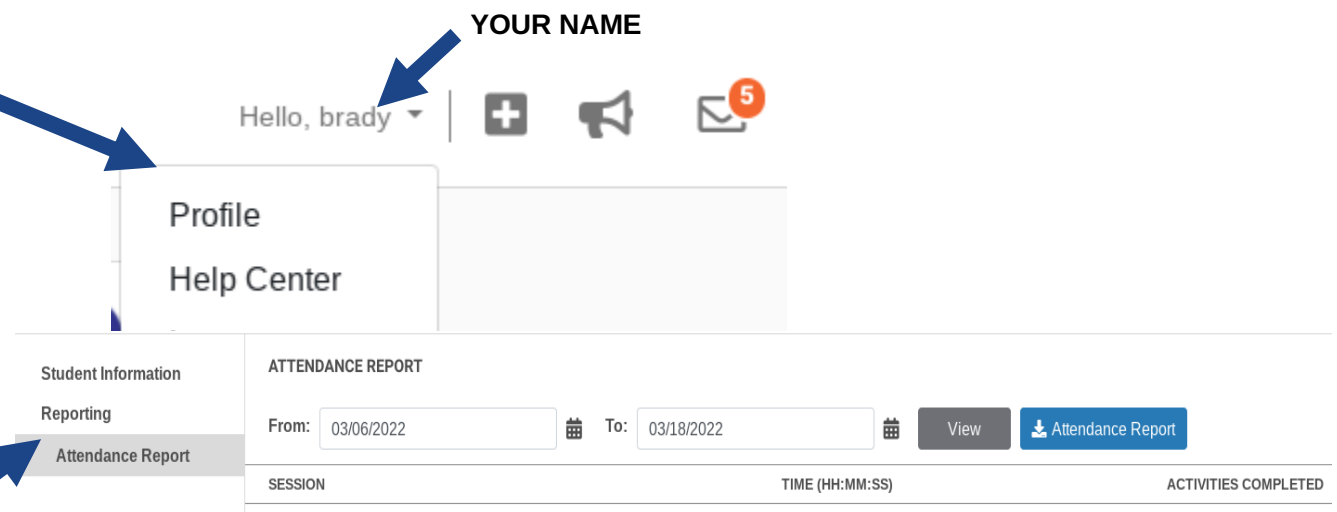 YOUR NAME
Hello, brady
5
Profile
Help Center
Student Information
Reporting
Attendance Report
ATTENDANCE REPORT
From: 03/06/2022 To: 03/18/2022 View Attendance Report
SESSION TIME (HH:MM:SS) ACTIVITIES COMPLETED